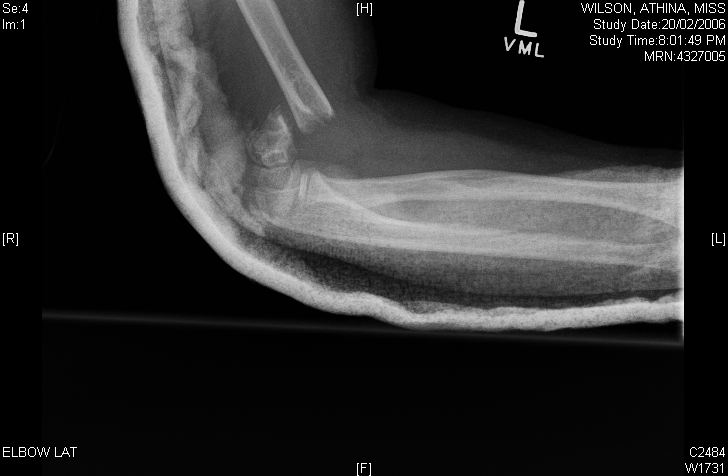 Se:4
Im:1
[H]
L
VML
WILSON, ATHINA, MISS
Study Date:20/02/2006
Study Time:8:01:49 PM
MRN:4327005
[R]
[L]
ELBOW LAT
[F]
C2484
W1731